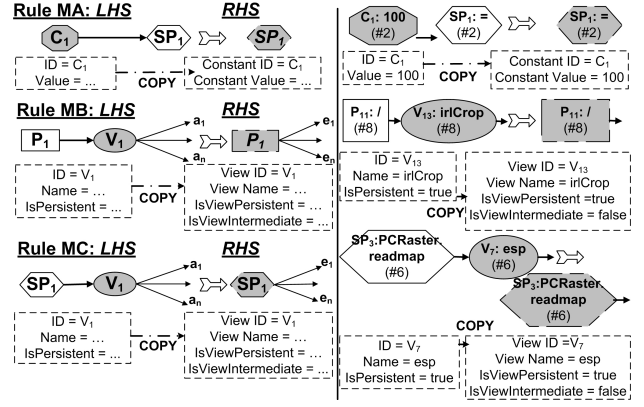 Rule MA: LHS
RHS
C1
SP1
SP1
ID = C1
Value = ...
COPY
Constant ID = C1
Constant Value = ...
Rule MB: LHS
RHS
P1
V1
a1
an
P1
e1
en
ID = V1
Name = …
IsPersistent = ...
COPY
View ID = V1
View Name = …
IsViewPersistent = …
IsViewIntermediate = ...
Rule MC: LHS
RHS
SP1
V1
a1
an
SP1
e1
en
ID = V1
Name = …
IsPersistent = ...
COPY
View ID = V1
View Name = …
IsViewPersistent = …
IsViewIntermediate = ...
C1: 100
(#2)
SP1: =
(#2)
SP1: =
(#2)
ID = C1
Value = 100
COPY
Constant ID = C1
Constant Value = 100
P11: /
(#8)
V13: irlCrop
(#8)
P11: /
(#8)
ID = V13
Name = irlCrop
IsPersistent = true
COPY
View ID = V13
View Name = irlCrop
IsViewPersistent =true
IsViewIntermediate = false
SP3:PCRaster.
readmap
(#6)
V7: esp
(#6)
SP3:PCRaster.
readmap
(#6)
COPY
ID = V7
Name = esp
IsPersistent = true
View ID =V7
View Name = esp
IsViewPersistent = true
IsViewIntermediate = false